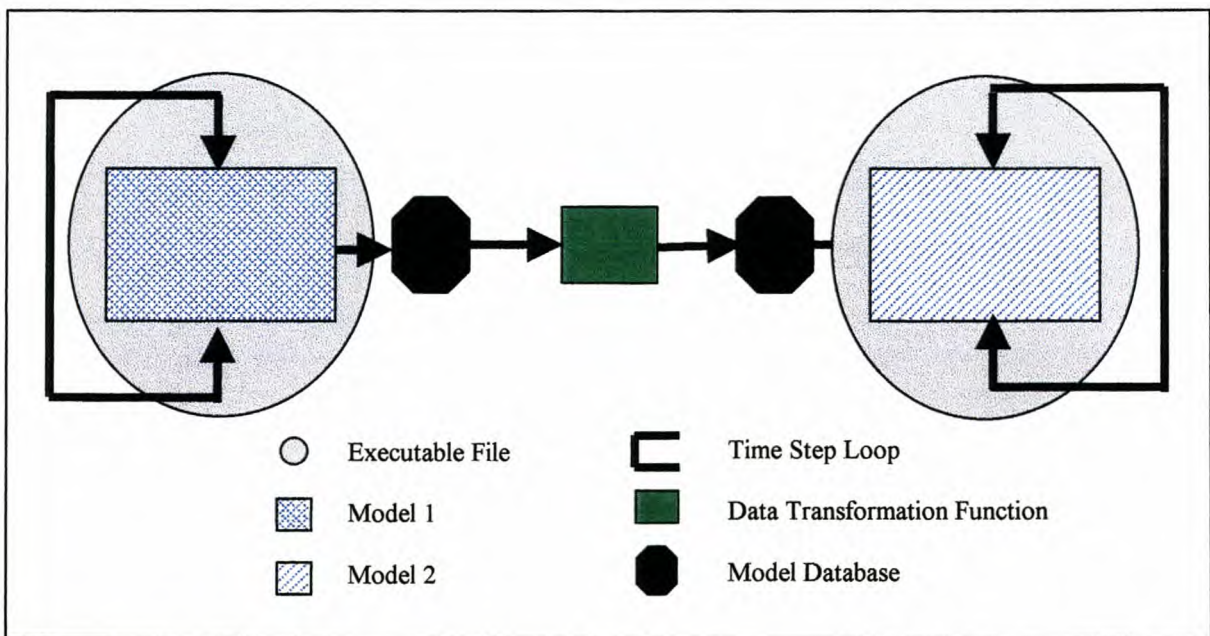 Executable File
Time Step Loop
Model 1
Data Transformation Function
Model 2
Model Database